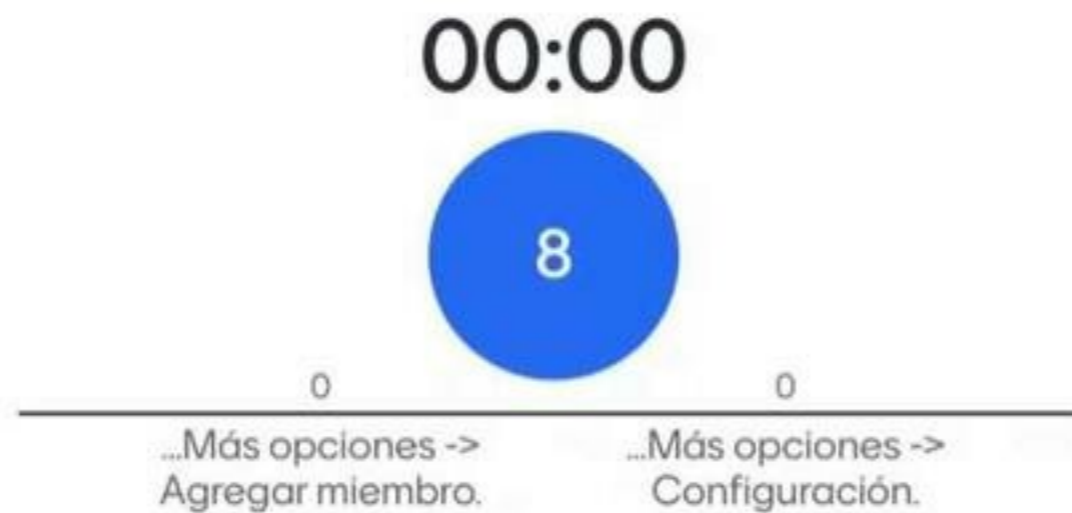 00:00
8
0 0
...Más opciones -> ...Más opciones ->
Agregar miembro. Configuración.